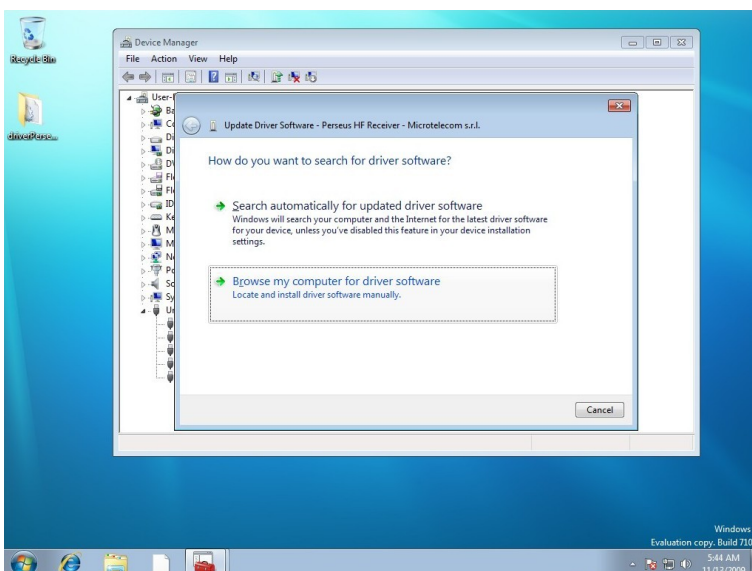 Recycle Bin
Device Manager
File Action View Help
Update Driver Software - Perseus HF Receiver - Microtelecom s.r.l.
How do you want to search for driver software?
Search automatically for updated driver software
Windows will search your computer and the Internet for the latest driver software
for your device, unless you've disabled this feature in your device installation
settings.
Browse my computer for driver software
Locate and install driver software manually.
Cancel
Windows
Evaluation copy. Build 710
5:44 AM